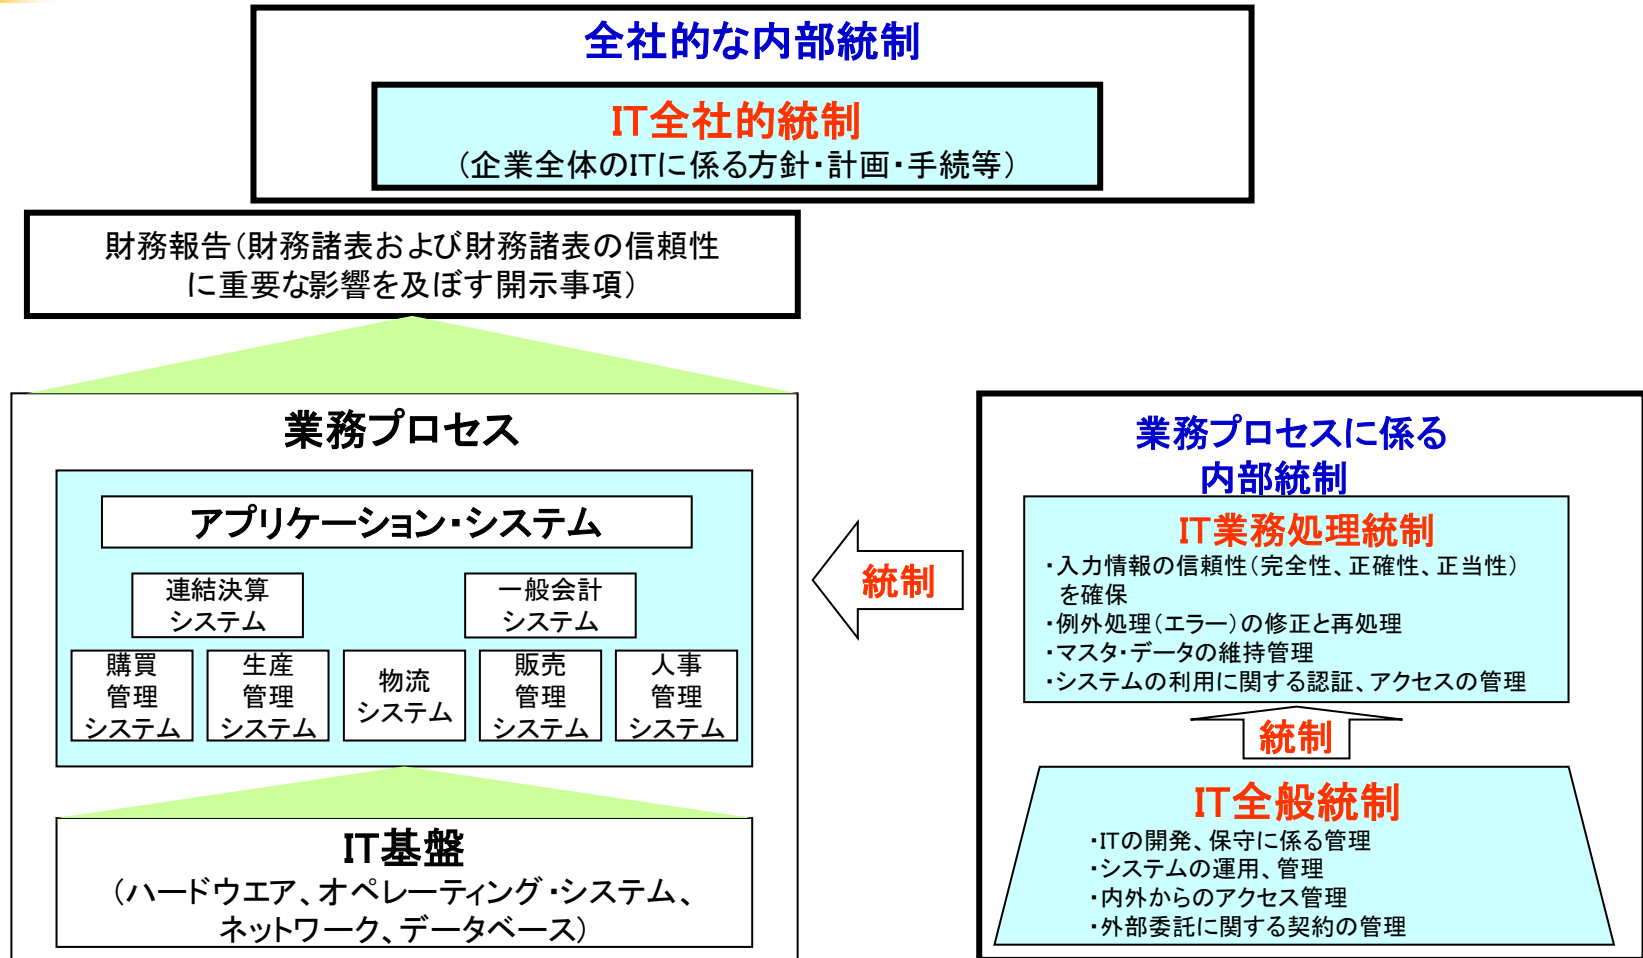 全社的な内部統制
IT全社的統制
(企業全体のITに係る方針・計画・手続等)
財務報告(財務諸表および財務諸表の信頼性
に重要な影響を及ぼす開示事項)
業務プロセス
アプリケーション・システム
連結決算
システム
一般会計
システム
購買
管理
システム
生産
管理
システム
物流
システム
販売
管理
システム
人事
管理
システム
IT基盤
(ハードウエア、オペレーティング・システム、
ネットワーク、データベース)
統制
業務プロセスに係る
内部統制
IT業務処理統制
・入力情報の信頼性(完全性、正確性、正当性)
を確保
・例外処理(エラー)の修正と再処理
・マスタ・データの維持管理
・システムの利用に関する認証、アクセスの管理
統制
IT全般統制
・ITの開発、保守に係る管理
・システムの運用、管理
・内外からのアクセス管理
・外部委託に関する契約の管理